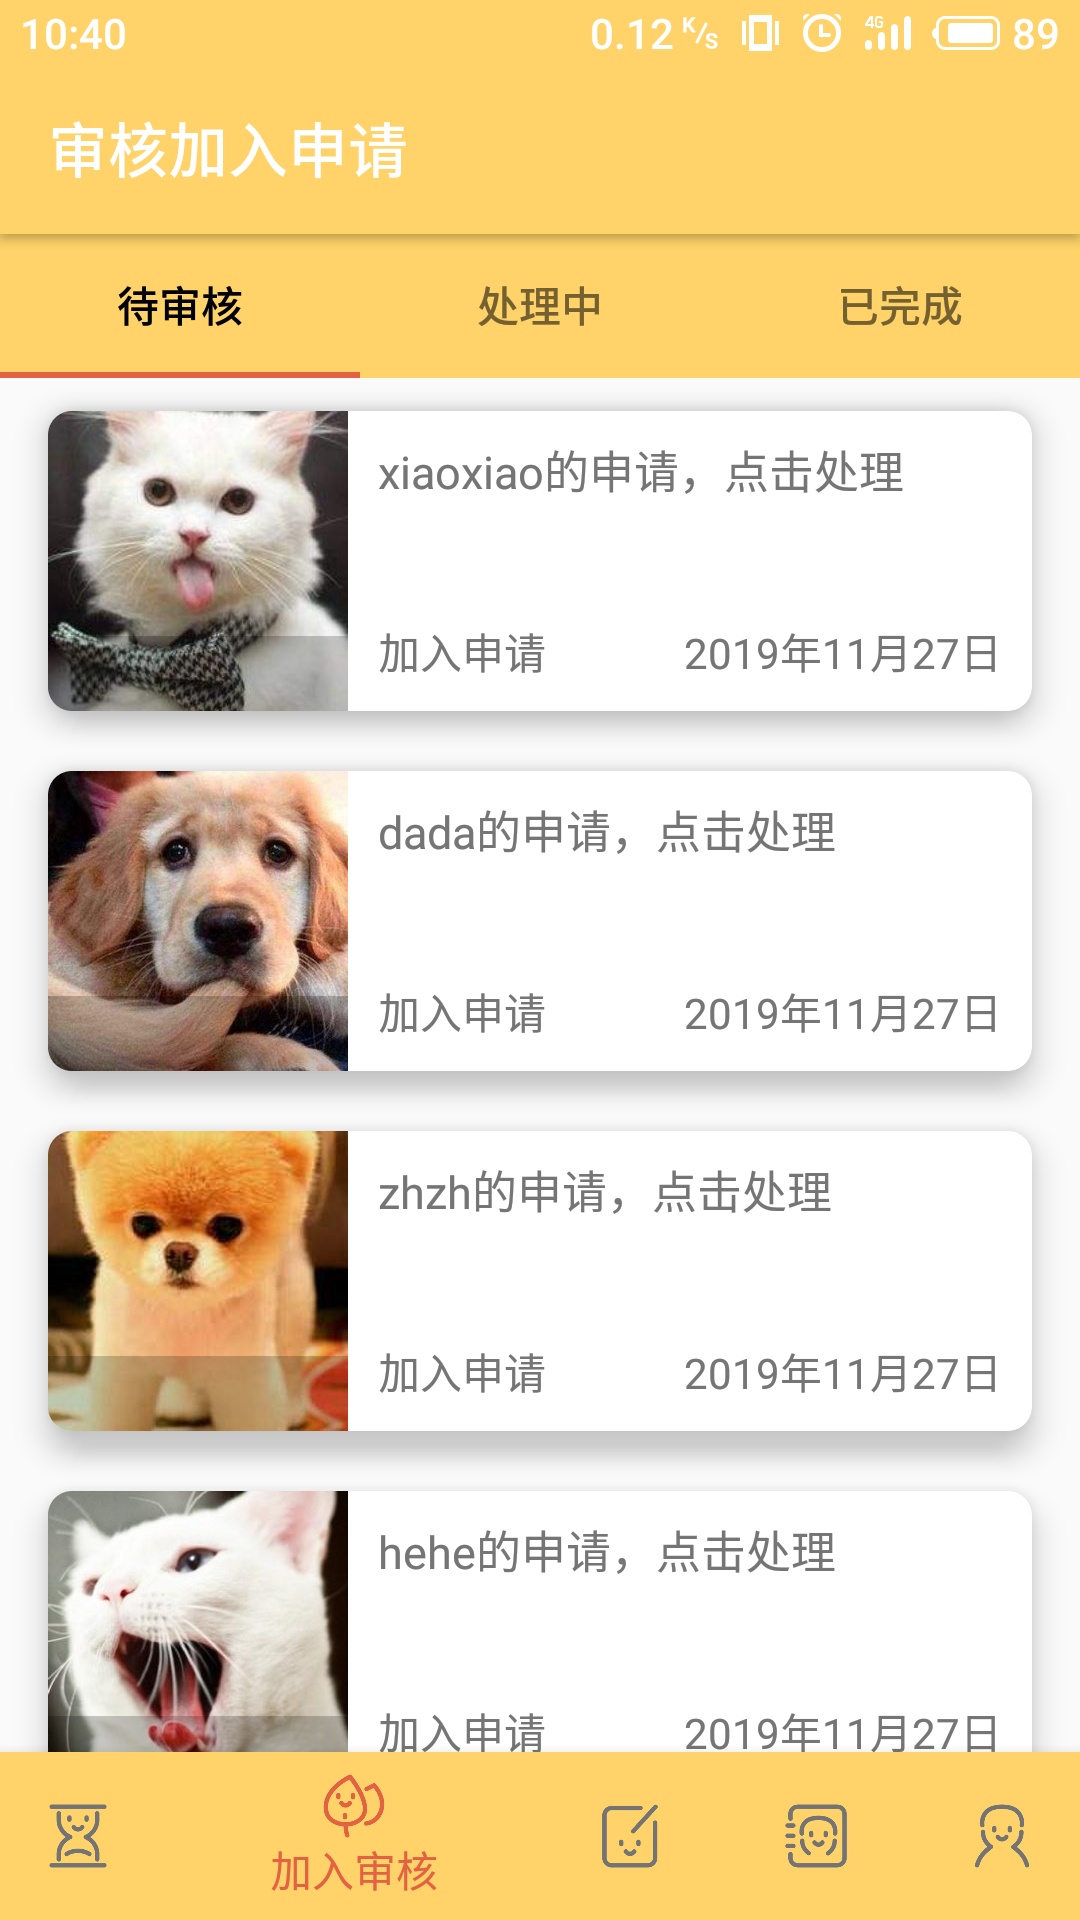 10:40 0.12 K/s 4G 89
审核加入申请
待审核 处理中 已完成
xiaoxiao的申请，点击处理
加入申请 2019年11月27日
dada的申请，点击处理
加入申请 2019年11月27日
zhzh的申请，点击处理
加入申请 2019年11月27日
hehe的申请，点击处理
加入申请 2019年11月27日
加入审核